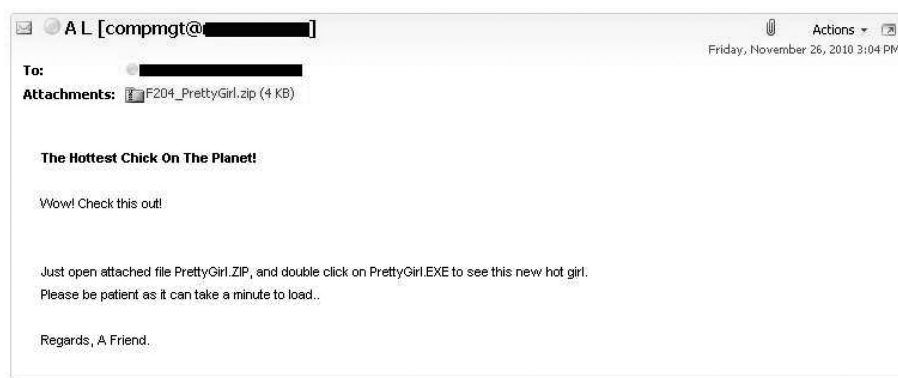 A L [compmgt@ ]
Actions
Friday, November 26, 2010 3:04 PM
To:
Attachments: F204_PrettyGirl.zip (4 KB)
The Hottest Chick On The Planet!
Wow! Check this out!
Just open attached file PrettyGirl.ZIP, and double click on PrettyGirl.EXE to see this new hot girl.
Please be patient as it can take a minute to load..
Regards, A Friend.